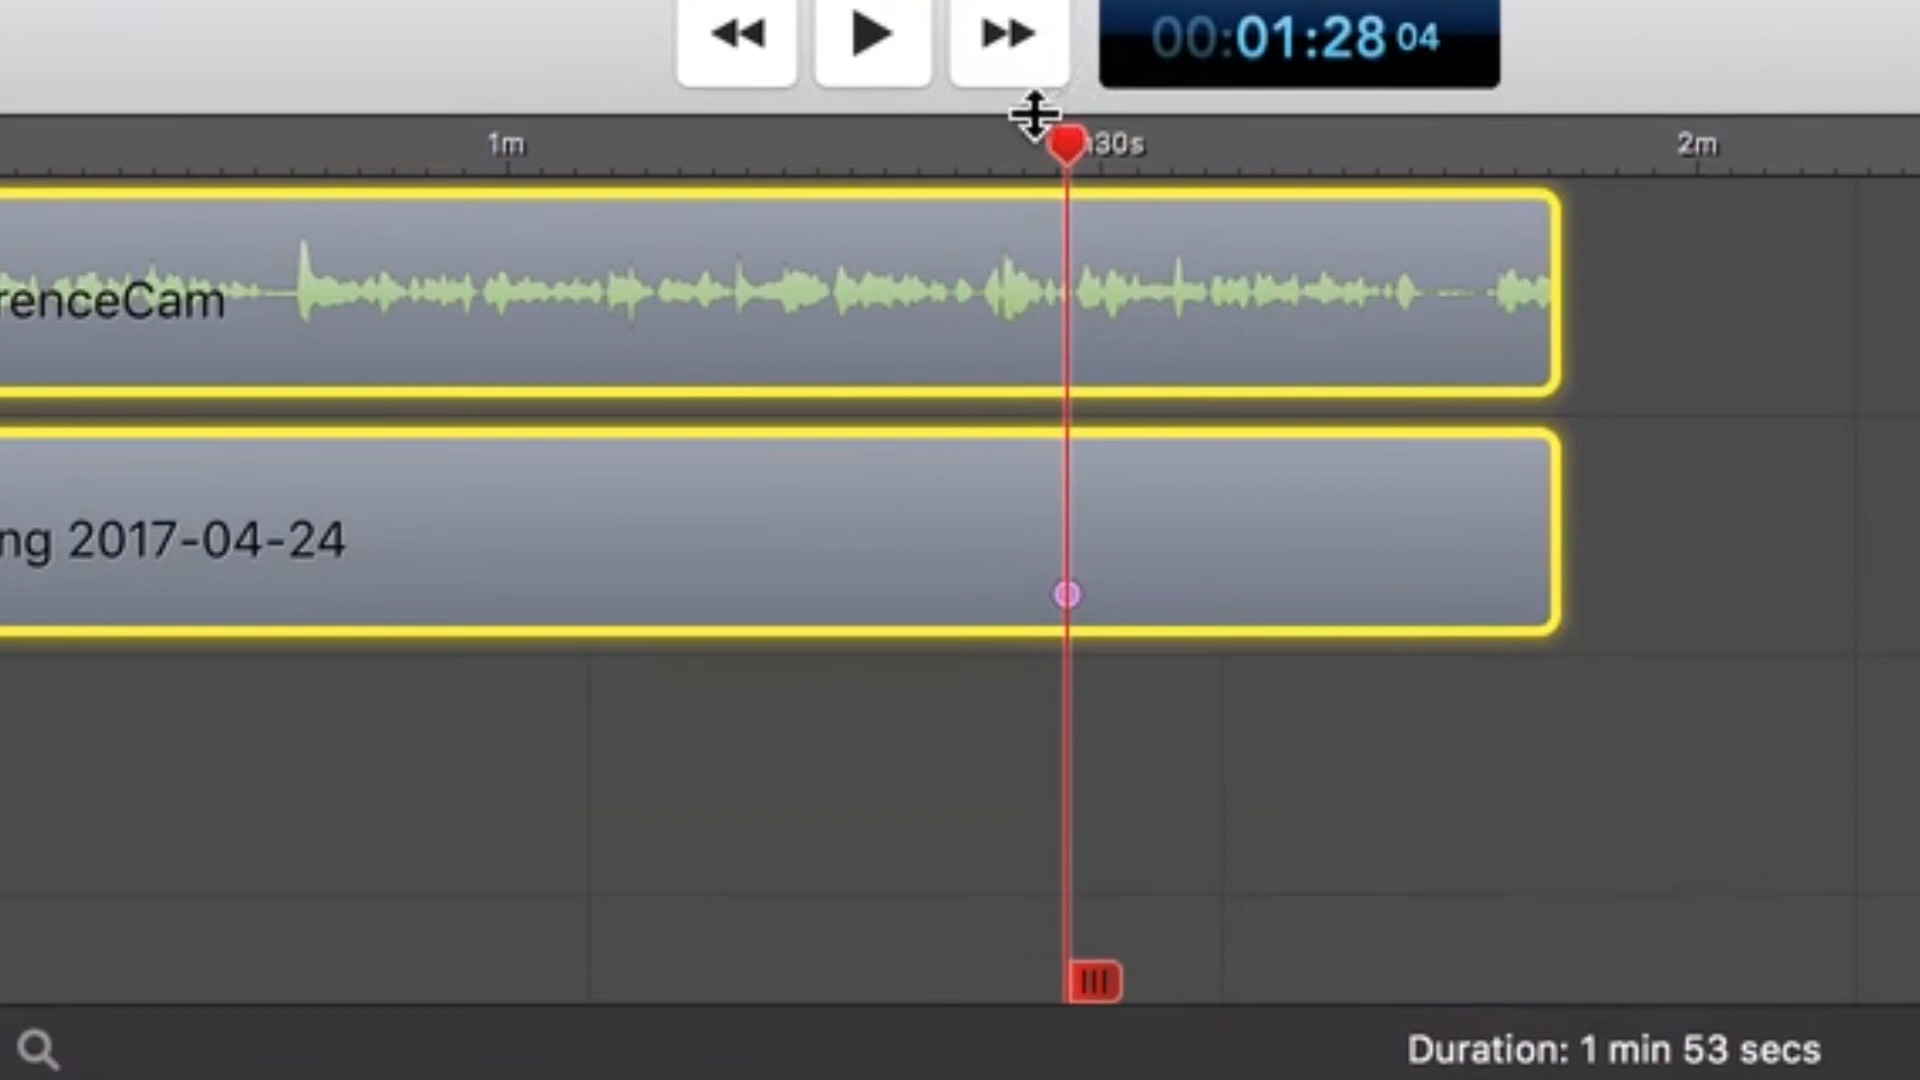 00:01:28 04
1m
30s
2m
renceCam
ng 2017-04-24
Duration: 1 min 53 secs